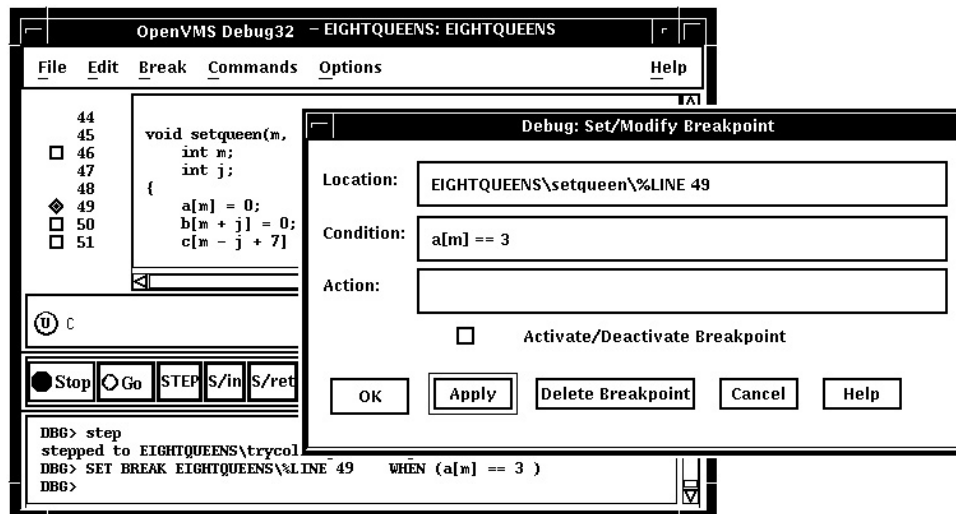 OpenVMS Debug32 - EIGHTQUEENS: EIGHTQUEENS
File Edit Break Commands Options Help
44
45 void setqueen(m,
46 int m;
47 int j;
48 {
49 a[m] = 0;
50 b[m + j] = 0;
51 c[m - j + 7]
Debug: Set/Modify Breakpoint
Location: EIGHTQUEENS\setqueen\%LINE 49
Condition: a[m] == 3
Action:
Activate/Deactivate Breakpoint
OK Apply Delete Breakpoint Cancel Help
U C
Stop Go STEP S/in S/ret
DBG> step
stepped to EIGHTQUEENS\trycol
DBG> SET BREAK EIGHTQUEENS\%LINE 49 WHEN (a[m] == 3 )
DBG>